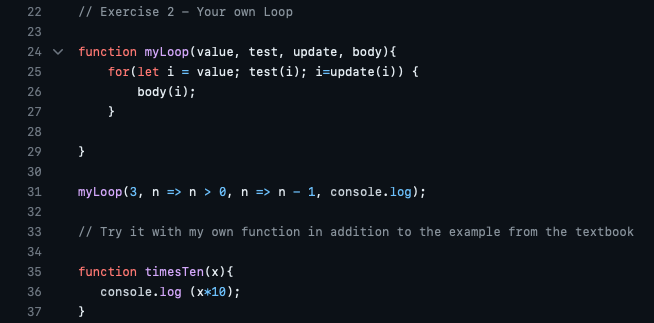 22 // Exercise 2 - Your own Loop
23
24 function myLoop(value, test, update, body){
25     for(let i = value; test(i); i=update(i)) {
26         body(i);
27     }
28
29 }
30
31 myLoop(3, n => n > 0, n => n - 1, console.log);
32
33 // Try it with my own function in addition to the example from the textbook
34
35 function timesTen(x){
36    console.log (x*10);
37 }